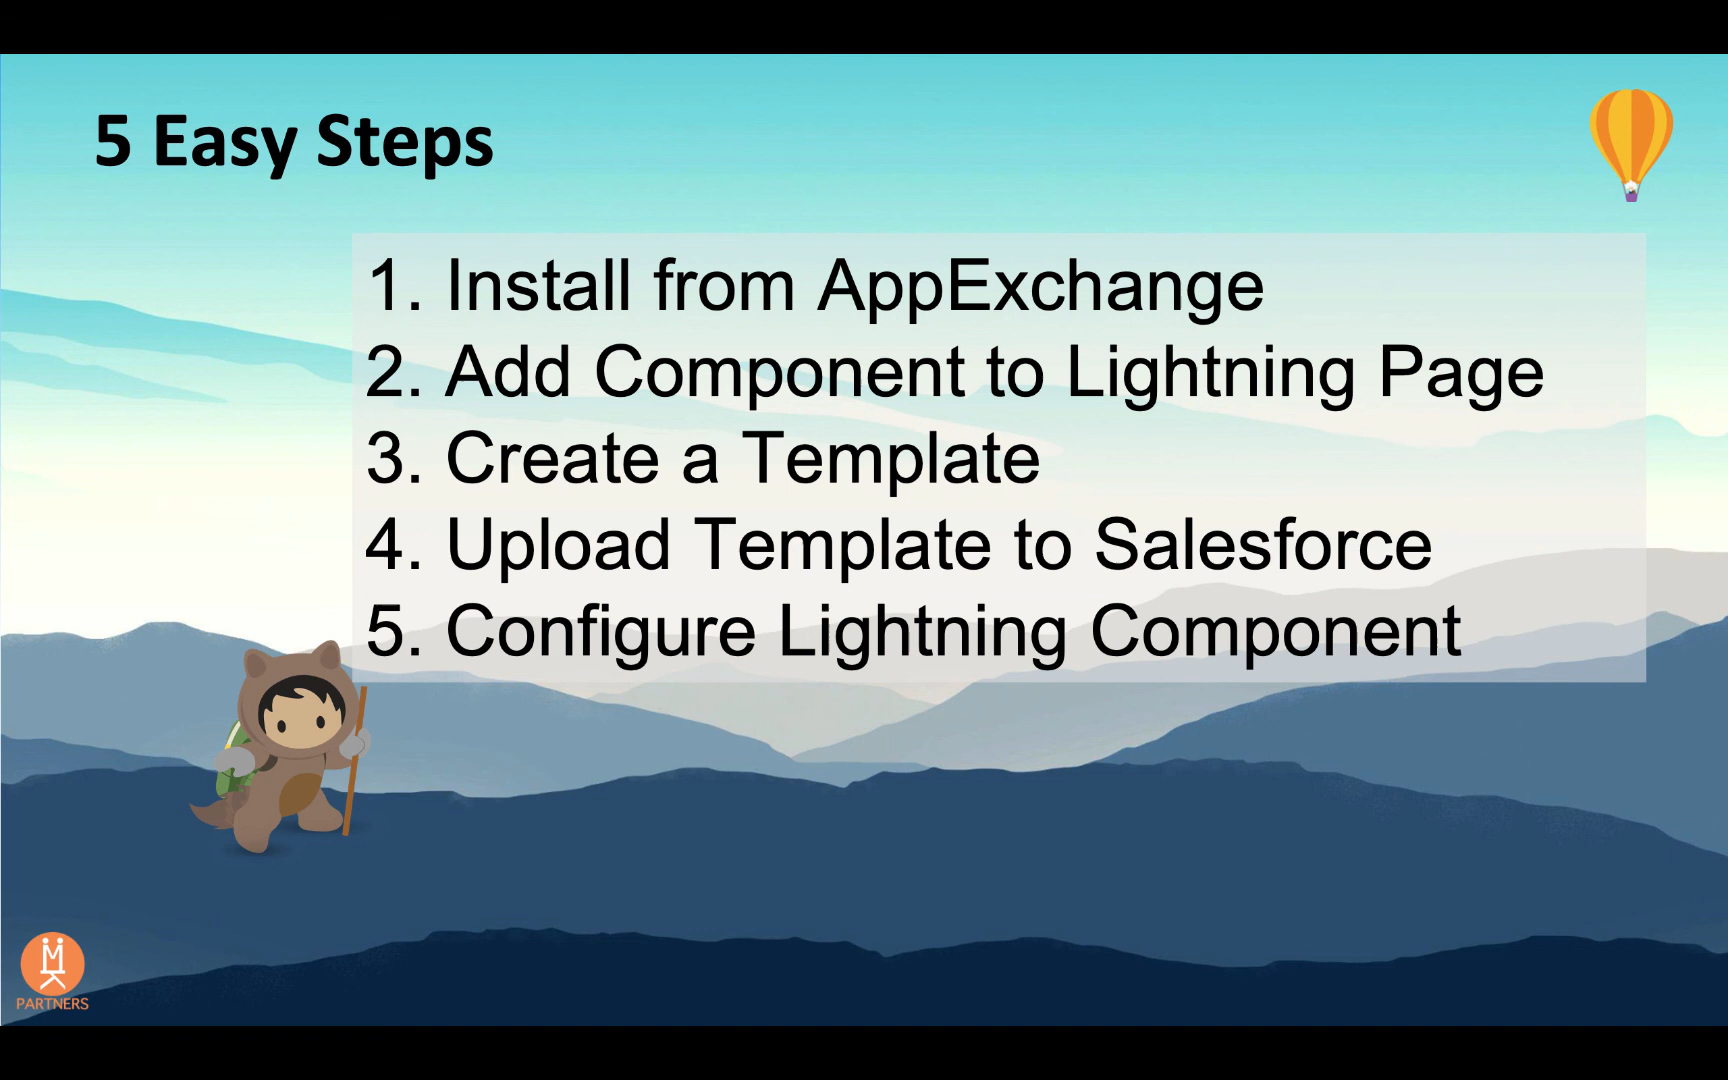 5 Easy Steps
1. Install from AppExchange
2. Add Component to Lightning Page
3. Create a Template
4. Upload Template to Salesforce
5. Configure Lightning Component
MK
PARTNERS